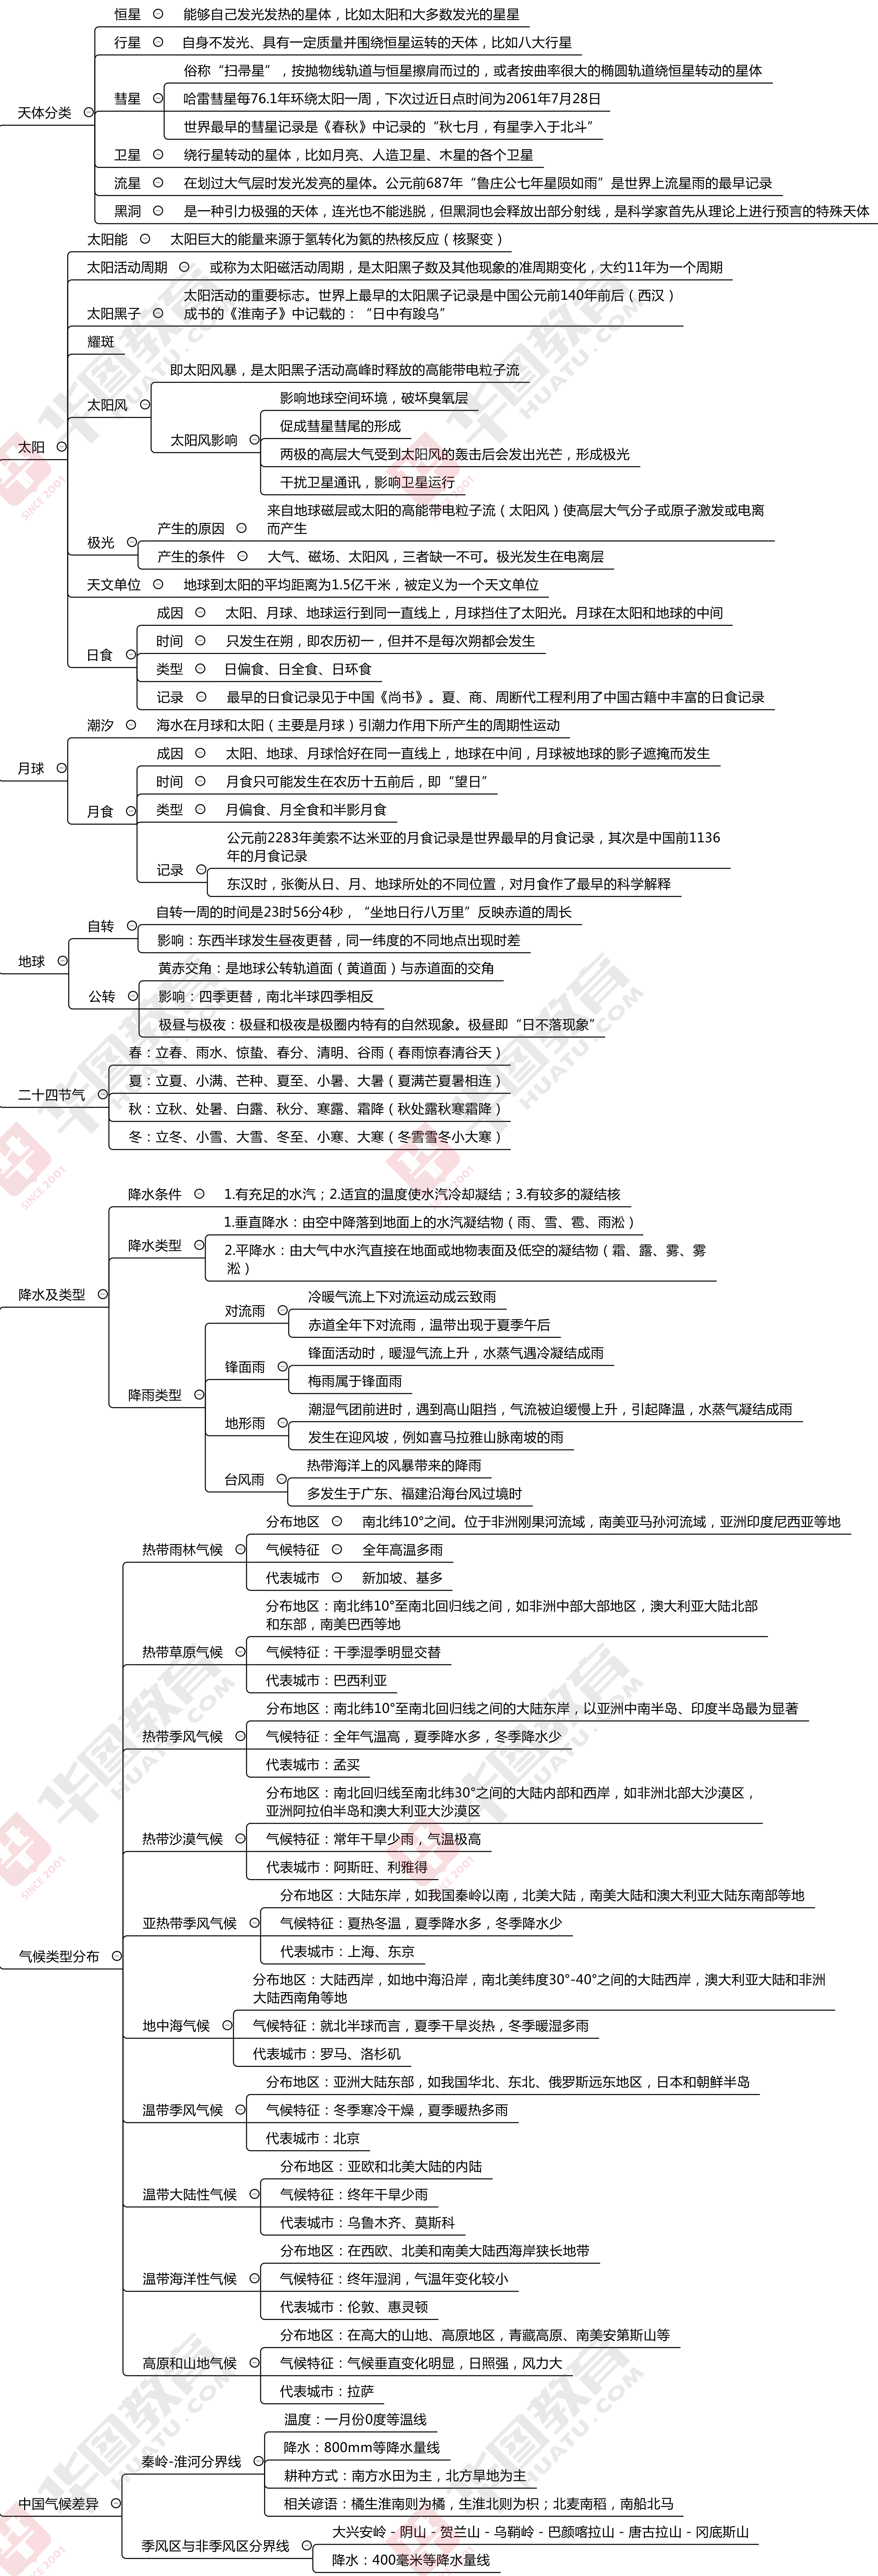 天体分类
恒星
能够自己发光发热的星体，比如太阳和大多数发光的星星
行星
自身不发光、具有一定质量并围绕恒星运转的天体，比如八大行星
彗星
俗称“扫帚星”，按抛物线轨道与恒星擦肩而过的，或者按曲率很大的椭圆轨道绕恒星转动的星体
哈雷彗星每76.1年环绕太阳一周，下次过近日点时间为2061年7月28日
世界最早的彗星记录是《春秋》中记录的“秋七月，有星孛入于北斗”
卫星
绕行星转动的星体，比如月亮、人造卫星、木星的各个卫星
流星
在划过大气层时发光发亮的星体。公元前687年“鲁庄公七年星陨如雨”是世界上流星雨的最早记录
黑洞
是一种引力极强的天体，连光也不能逃脱，但黑洞也会释放出部分射线，是科学家首先从理论上进行预言的特殊天体
太阳
太阳能
太阳巨大的能量来源于氢转化为氦的热核反应（核聚变）
太阳活动周期
或称为太阳磁活动周期，是太阳黑子数及其他现象的准周期变化，大约11年为一个周期
太阳黑子
太阳活动的重要标志。世界上最早的太阳黑子记录是中国公元前140年前后（西汉）
成书的《淮南子》中记载的：“日中有踆乌”
耀斑
太阳风
即太阳风暴，是太阳黑子活动高峰时释放的高能带电粒子流
太阳风影响
影响地球空间环境，破坏臭氧层
促成彗星彗尾的形成
两极的高层大气受到太阳风的轰击后会发出光芒，形成极光
干扰卫星通讯，影响卫星运行
极光
产生的原因
来自地球磁层或太阳的高能带电粒子流（太阳风）使高层大气分子或原子激发或电离
而产生
产生的条件
大气、磁场、太阳风，三者缺一不可。极光发生在电离层
天文单位
地球到太阳的平均距离为1.5亿千米，被定义为一个天文单位
日食
成因
太阳、月球、地球运行到同一直线上，月球挡住了太阳光。月球在太阳和地球的中间
时间
只发生在朔，即农历初一，但并不是每次朔都会发生
类型
日偏食、日全食、日环食
记录
最早的日食记录见于中国《尚书》。夏、商、周断代工程利用了中国古籍中丰富的日食记录
月球
潮汐
海水在月球和太阳（主要是月球）引潮力作用下所产生的周期性运动
月食
成因
太阳、地球、月球恰好在同一直线上，地球在中间，月球被地球的影子遮掩而发生
时间
月食只可能发生在农历十五前后，即“望日”
类型
月偏食、月全食和半影月食
记录
公元前2283年美索不达米亚的月食记录是世界最早的月食记录，其次是中国前1136
年的月食记录
东汉时，张衡从日、月、地球所处的不同位置，对月食作了最早的科学解释
地球
自转
自转一周的时间是23时56分4秒，“坐地日行八万里”反映赤道的周长
影响：东西半球发生昼夜更替，同一纬度的不同地点出现时差
公转
黄赤交角：是地球公转轨道面（黄道面）与赤道面的交角
影响：四季更替，南北半球四季相反
极昼与极夜：极昼和极夜是极圈内特有的自然现象。极昼即“日不落现象”
二十四节气
春：立春、雨水、惊蛰、春分、清明、谷雨（春雨惊春清谷天）
夏：立夏、小满、芒种、夏至、小暑、大暑（夏满芒夏暑相连）
秋：立秋、处暑、白露、秋分、寒露、霜降（秋处露秋寒霜降）
冬：立冬、小雪、大雪、冬至、小寒、大寒（冬雪雪冬小大寒）
降水及类型
降水条件
1.有充足的水汽；2.适宜的温度使水汽冷却凝结；3.有较多的凝结核
降水类型
1.垂直降水：由空中降落到地面上的水汽凝结物（雨、雪、雹、雨淞）
2.平降水：由大气中水汽直接在地面或地物表面及低空的凝结物（霜、露、雾、雾
淞）
降雨类型
对流雨
冷暖气流上下对流运动成云致雨
赤道全年下对流雨，温带出现于夏季午后
锋面雨
锋面活动时，暖湿气流上升，水蒸气遇冷凝结成雨
梅雨属于锋面雨
地形雨
潮湿气团前进时，遇到高山阻挡，气流被迫缓慢上升，引起降温，水蒸气凝结成雨
发生在迎风坡，例如喜马拉雅山脉南坡的雨
台风雨
热带海洋上的风暴带来的降雨
多发生于广东、福建沿海台风过境时
气候类型分布
热带雨林气候
分布地区
南北纬10°之间。位于非洲刚果河流域，南美亚马孙河流域，亚洲印度尼西亚等地
气候特征
全年高温多雨
代表城市
新加坡、基多
热带草原气候
分布地区：南北纬10°至南北回归线之间，如非洲中部大部地区，澳大利亚大陆北部
和东部，南美巴西等地
气候特征：干季湿季明显交替
代表城市：巴西利亚
热带季风气候
分布地区：南北纬10°至南北回归线之间的大陆东岸，以亚洲中南半岛、印度半岛最为显著
气候特征：全年气温高，夏季降水多，冬季降水少
代表城市：孟买
热带沙漠气候
分布地区：南北回归线至南北纬30°之间的大陆内部和西岸，如非洲北部大沙漠区，
亚洲阿拉伯半岛和澳大利亚大沙漠区
气候特征：常年干旱少雨，气温极高
代表城市：阿斯旺、利雅得
亚热带季风气候
分布地区：大陆东岸，如我国秦岭以南，北美大陆，南美大陆和澳大利亚大陆东南部等地
气候特征：夏热冬温，夏季降水多，冬季降水少
代表城市：上海、东京
地中海气候
分布地区：大陆西岸，如地中海沿岸，南北美纬度30°-40°之间的大陆西岸，澳大利亚大陆和非洲
大陆西南角等地
气候特征：就北半球而言，夏季干旱炎热，冬季暖湿多雨
代表城市：罗马、洛杉矶
温带季风气候
分布地区：亚洲大陆东部，如我国华北、东北、俄罗斯远东地区，日本和朝鲜半岛
气候特征：冬季寒冷干燥，夏季暖热多雨
代表城市：北京
温带大陆性气候
分布地区：亚欧和北美大陆的内陆
气候特征：终年干旱少雨
代表城市：乌鲁木齐、莫斯科
温带海洋性气候
分布地区：在西欧、北美和南美大陆西海岸狭长地带
气候特征：终年湿润，气温年变化较小
代表城市：伦敦、惠灵顿
高原和山地气候
分布地区：在高大的山地、高原地区，青藏高原、南美安第斯山等
气候特征：气候垂直变化明显，日照强，风力大
代表城市：拉萨
中国气候差异
秦岭-淮河分界线
温度：一月份0度等温线
降水：800mm等降水量线
耕种方式：南方水田为主，北方旱地为主
相关谚语：橘生淮南则为橘，生淮北则为枳；北麦南稻，南船北马
季风区与非季风区分界线
大兴安岭 - 阴山 - 贺兰山 - 乌鞘岭 - 巴颜喀拉山 - 唐古拉山 - 冈底斯山
降水：400毫米等降水量线
华图教育
HUATU.COM
SINCE 2001